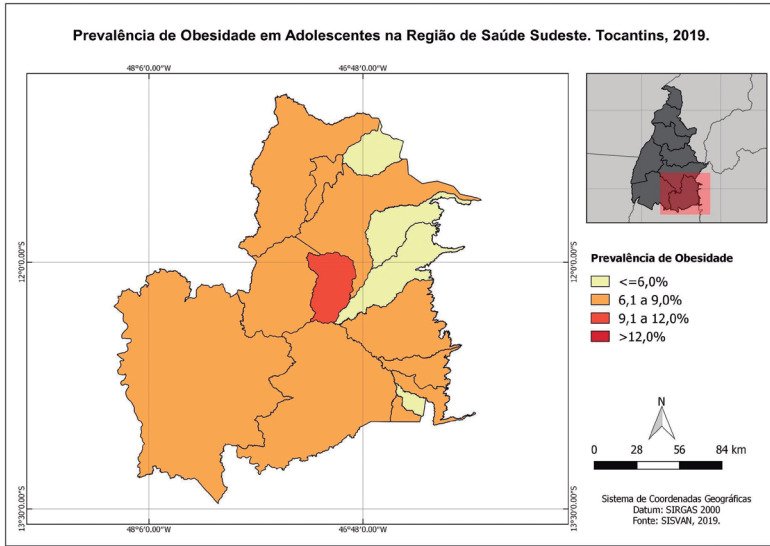 Prevalência de Obesidade em Adolescentes na Região de Saúde Sudeste. Tocantins, 2019.
48°6'0.00"W
46°48'0.00"W
12°0'0.00"S
12°0'0.00"S
13°30'0.00"S
13°30'0.00"S
48°6'0.00"W
46°48'0.00"W
Prevalência de Obesidade
<=6,0%
6,1 a 9,0%
9,1 a 12,0%
>12,0%
N
0 28 56 84 km
Sistema de Coordenadas Geográficas
Datum: SIRGAS 2000
Fonte: SISVAN, 2019.